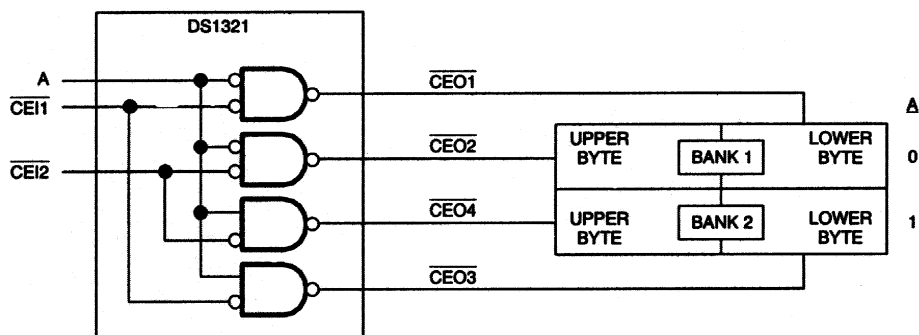 DS1321
A
CEI1
CEI2
CEO1
CEO2
CEO4
CEO3
A
UPPER BYTE
BANK 1
LOWER BYTE
0
UPPER BYTE
BANK 2
LOWER BYTE
1